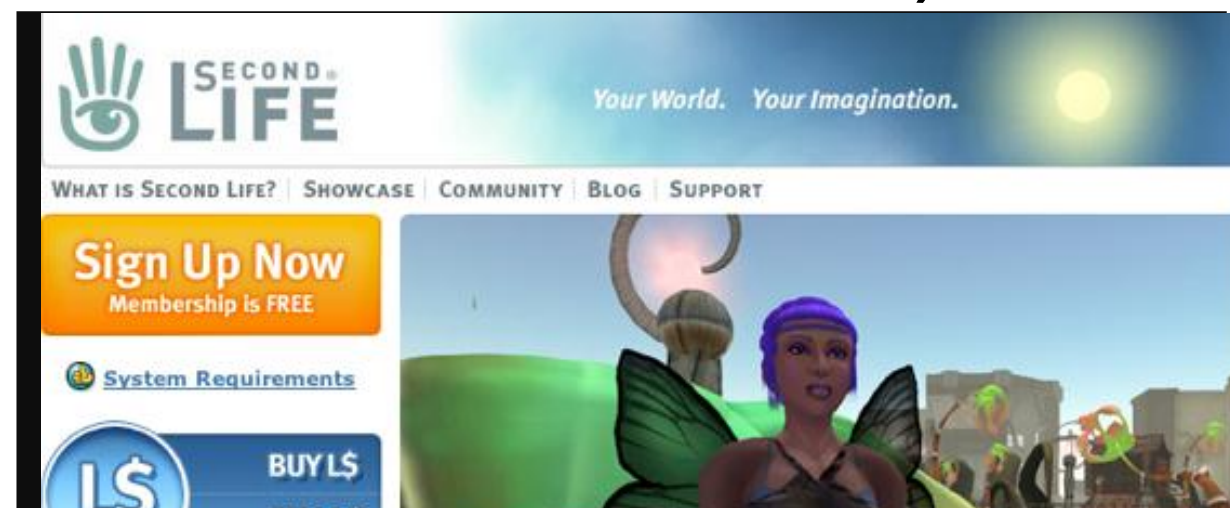 SECOND®
LIFE
Your World. Your Imagination.
WHAT IS SECOND LIFE? SHOWCASE COMMUNITY BLOG SUPPORT
Sign Up Now
Membership is FREE
System Requirements
L$
BUY L$